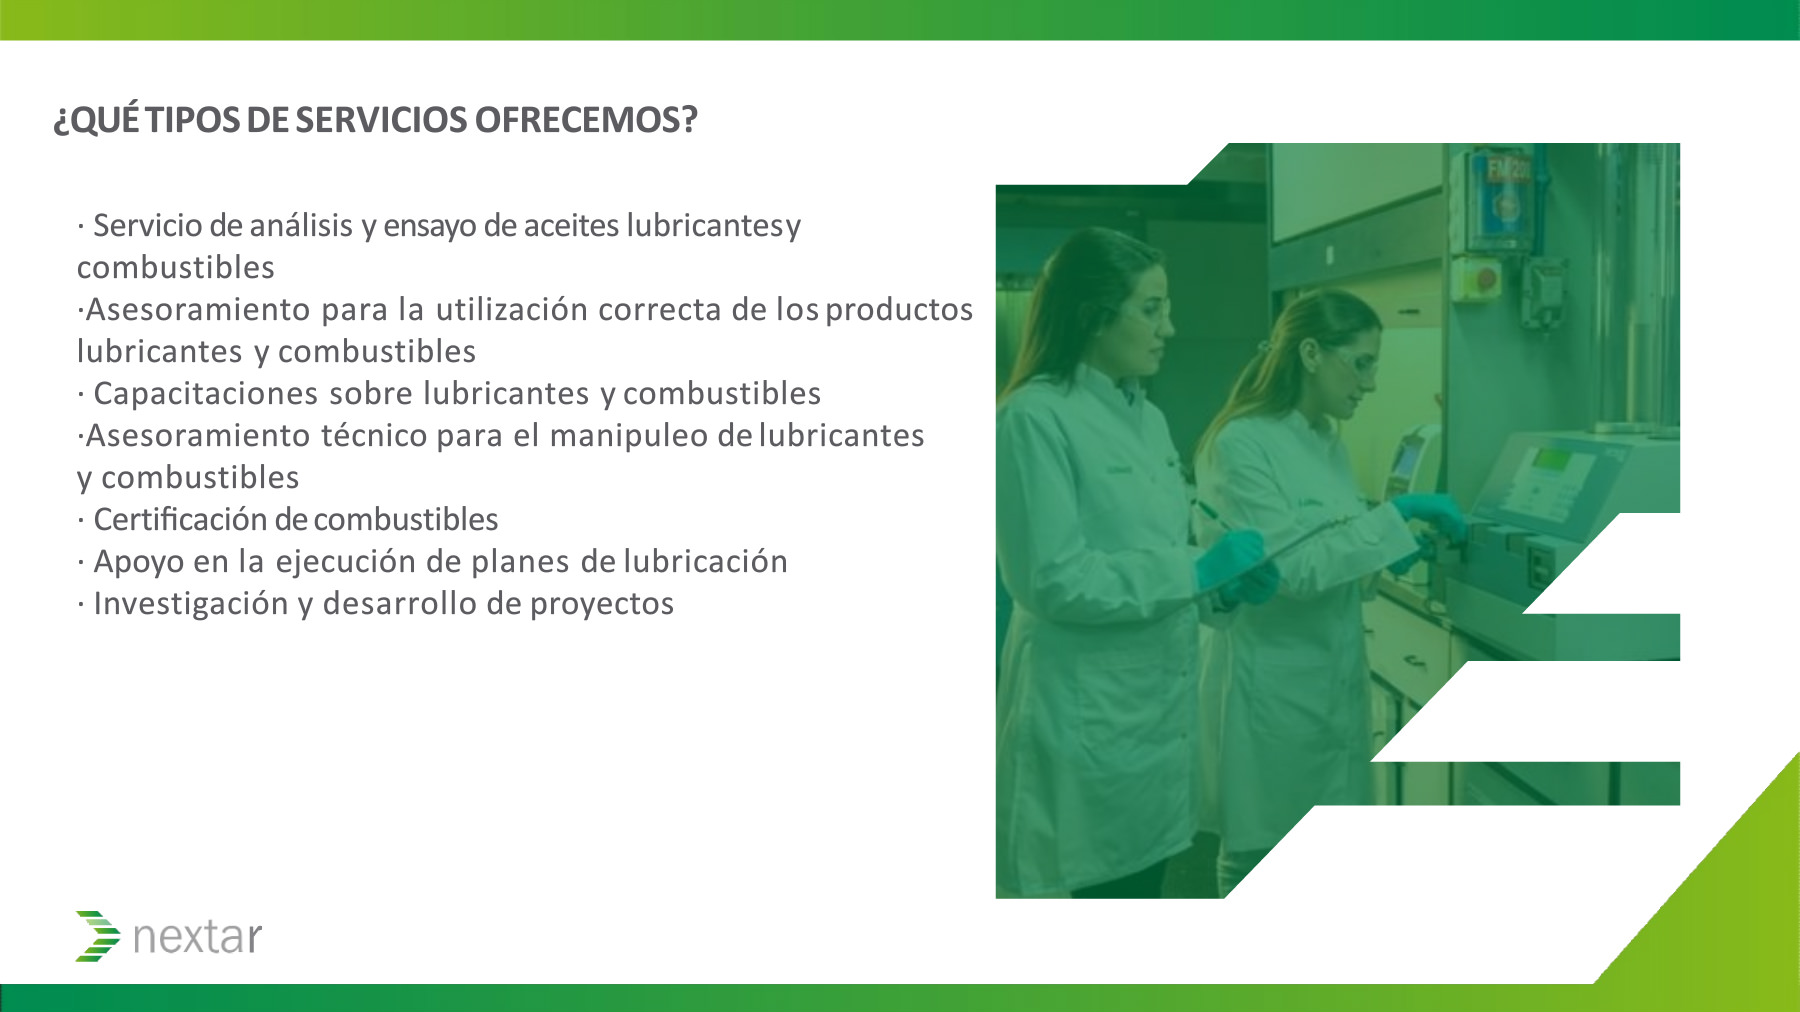 ¿QUÉ TIPOS DE SERVICIOS OFRECEMOS?
· Servicio de análisis y ensayo de aceites lubricantes y
combustibles
·Asesoramiento para la utilización correcta de los productos
lubricantes y combustibles
· Capacitaciones sobre lubricantes y combustibles
·Asesoramiento técnico para el manipuleo de lubricantes
y combustibles
· Certificación de combustibles
· Apoyo en la ejecución de planes de lubricación
· Investigación y desarrollo de proyectos
FM 200
nextar